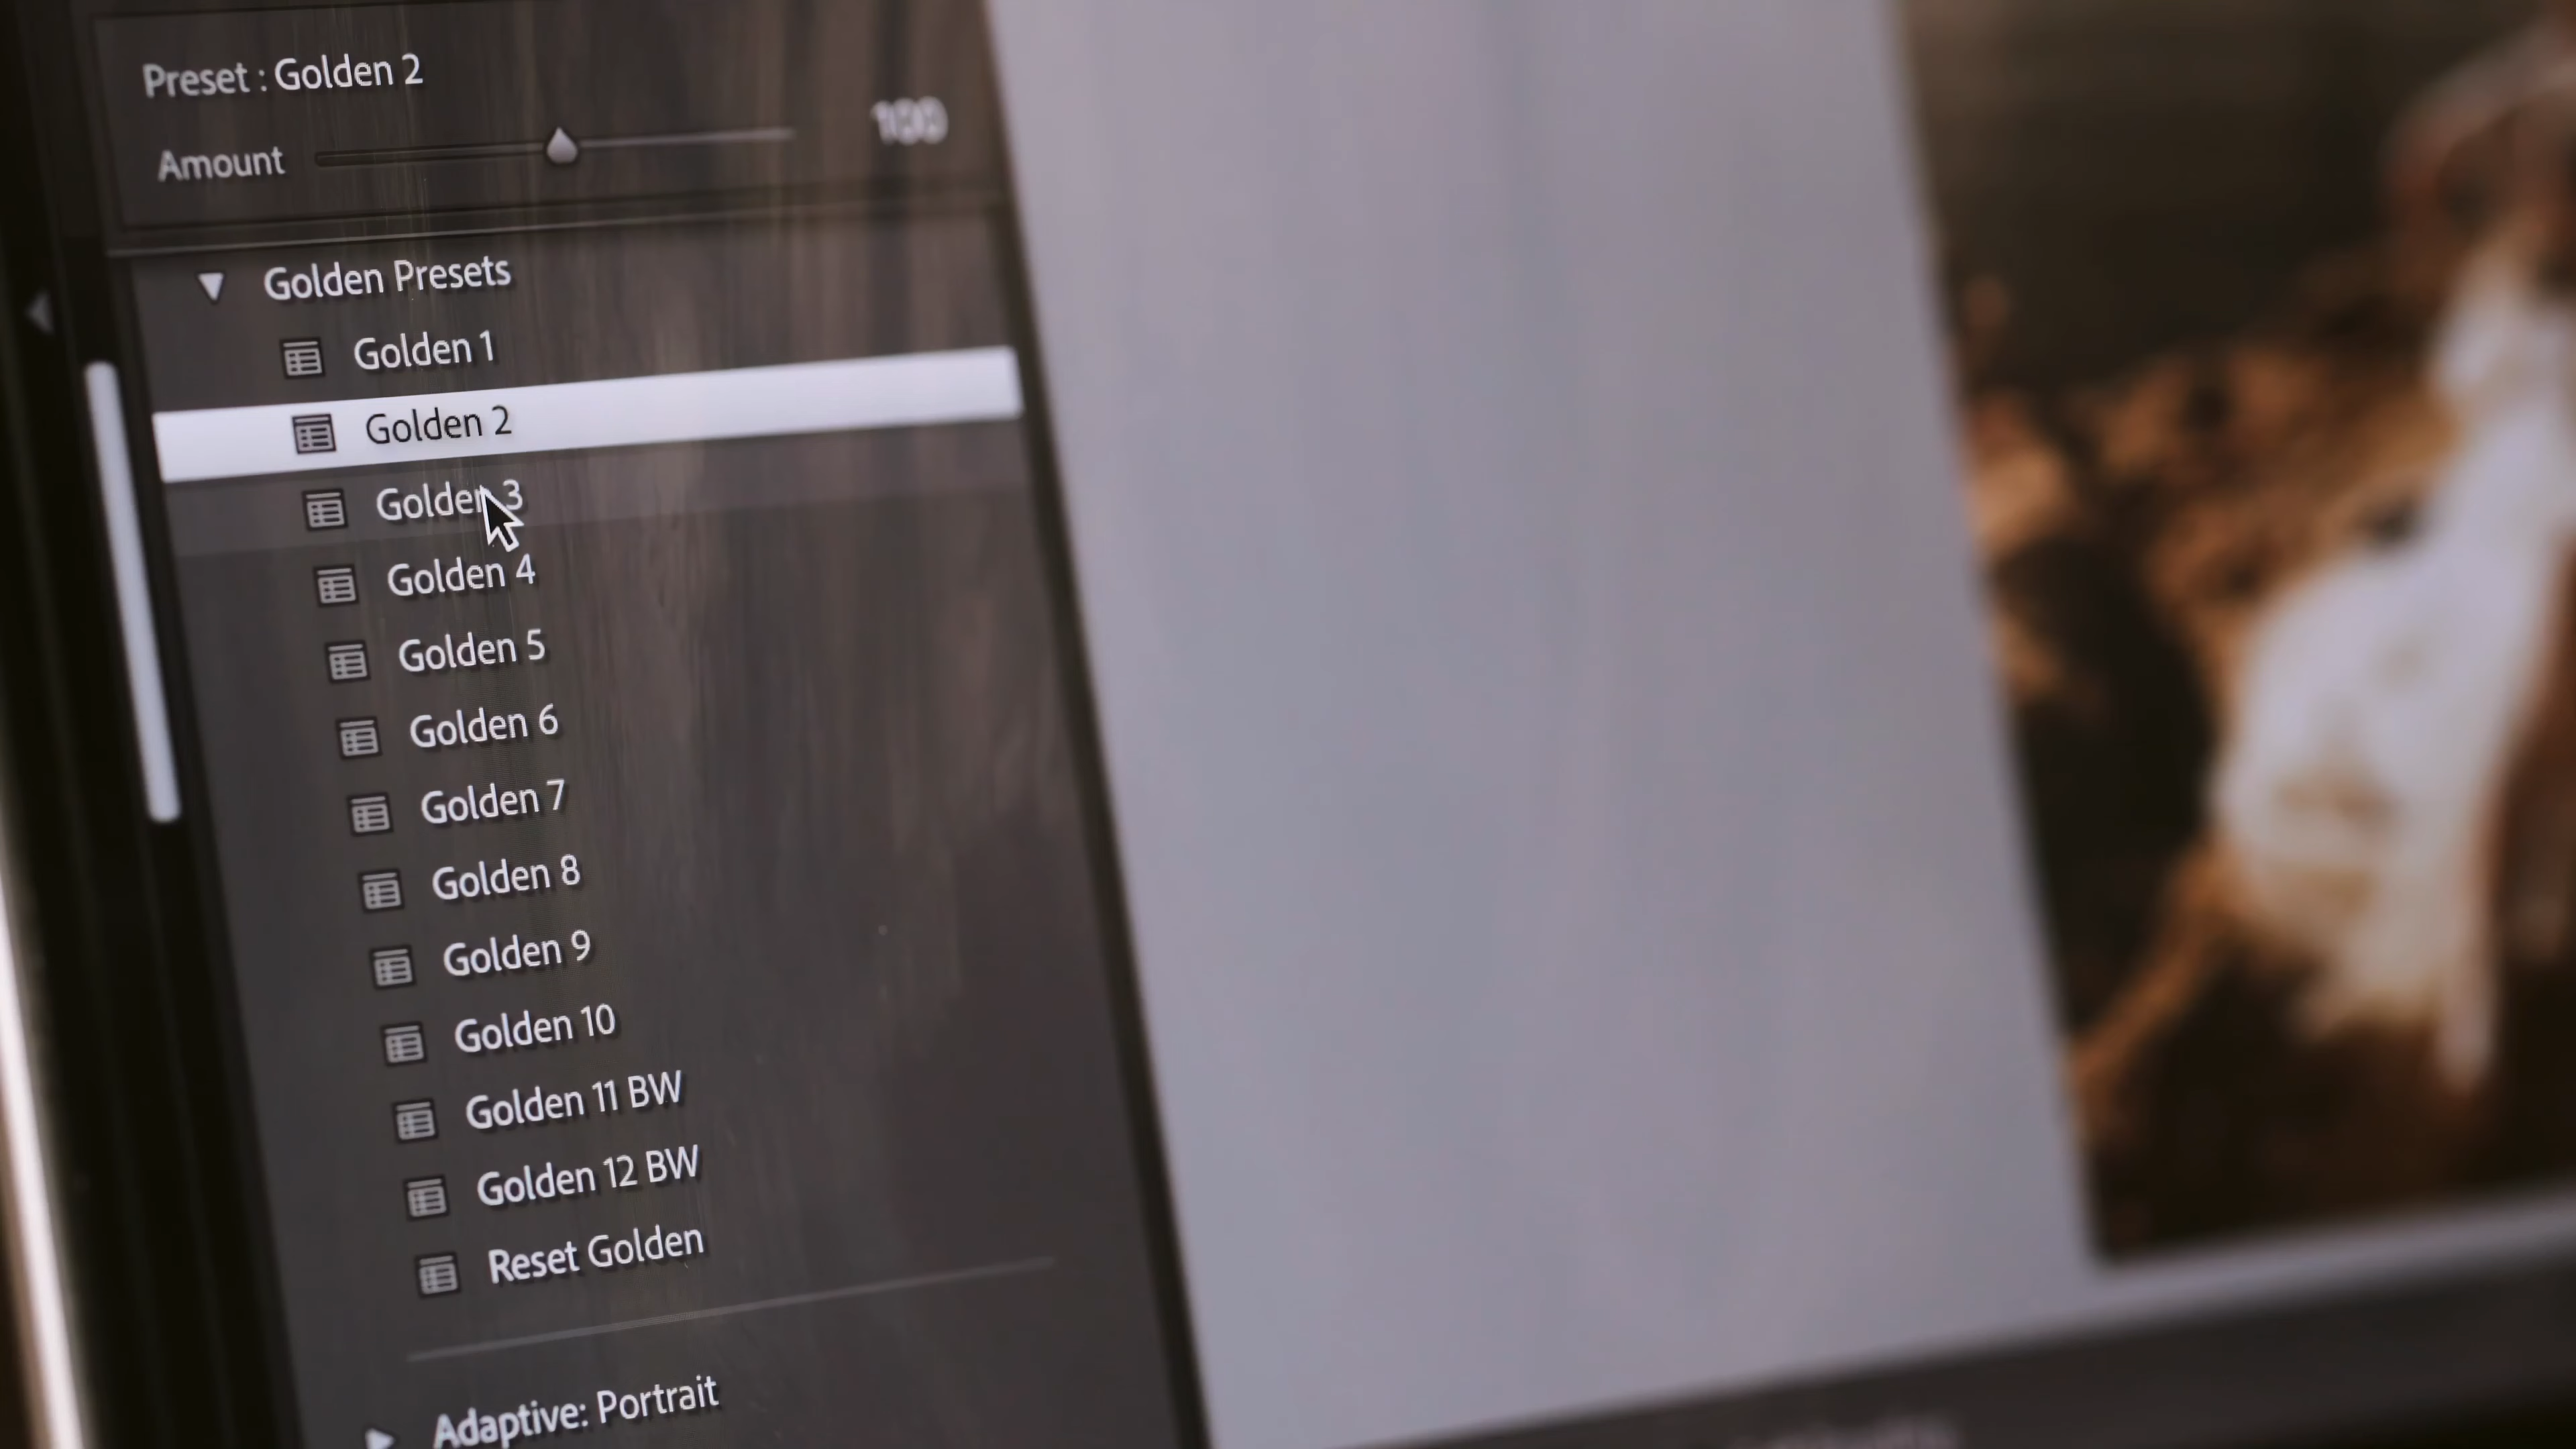 Preset : Golden 2
Amount 100
Golden Presets
Golden 1
Golden 2
Golden 3
Golden 4
Golden 5
Golden 6
Golden 7
Golden 8
Golden 9
Golden 10
Golden 11 BW
Golden 12 BW
Reset Golden
Adaptive: Portrait